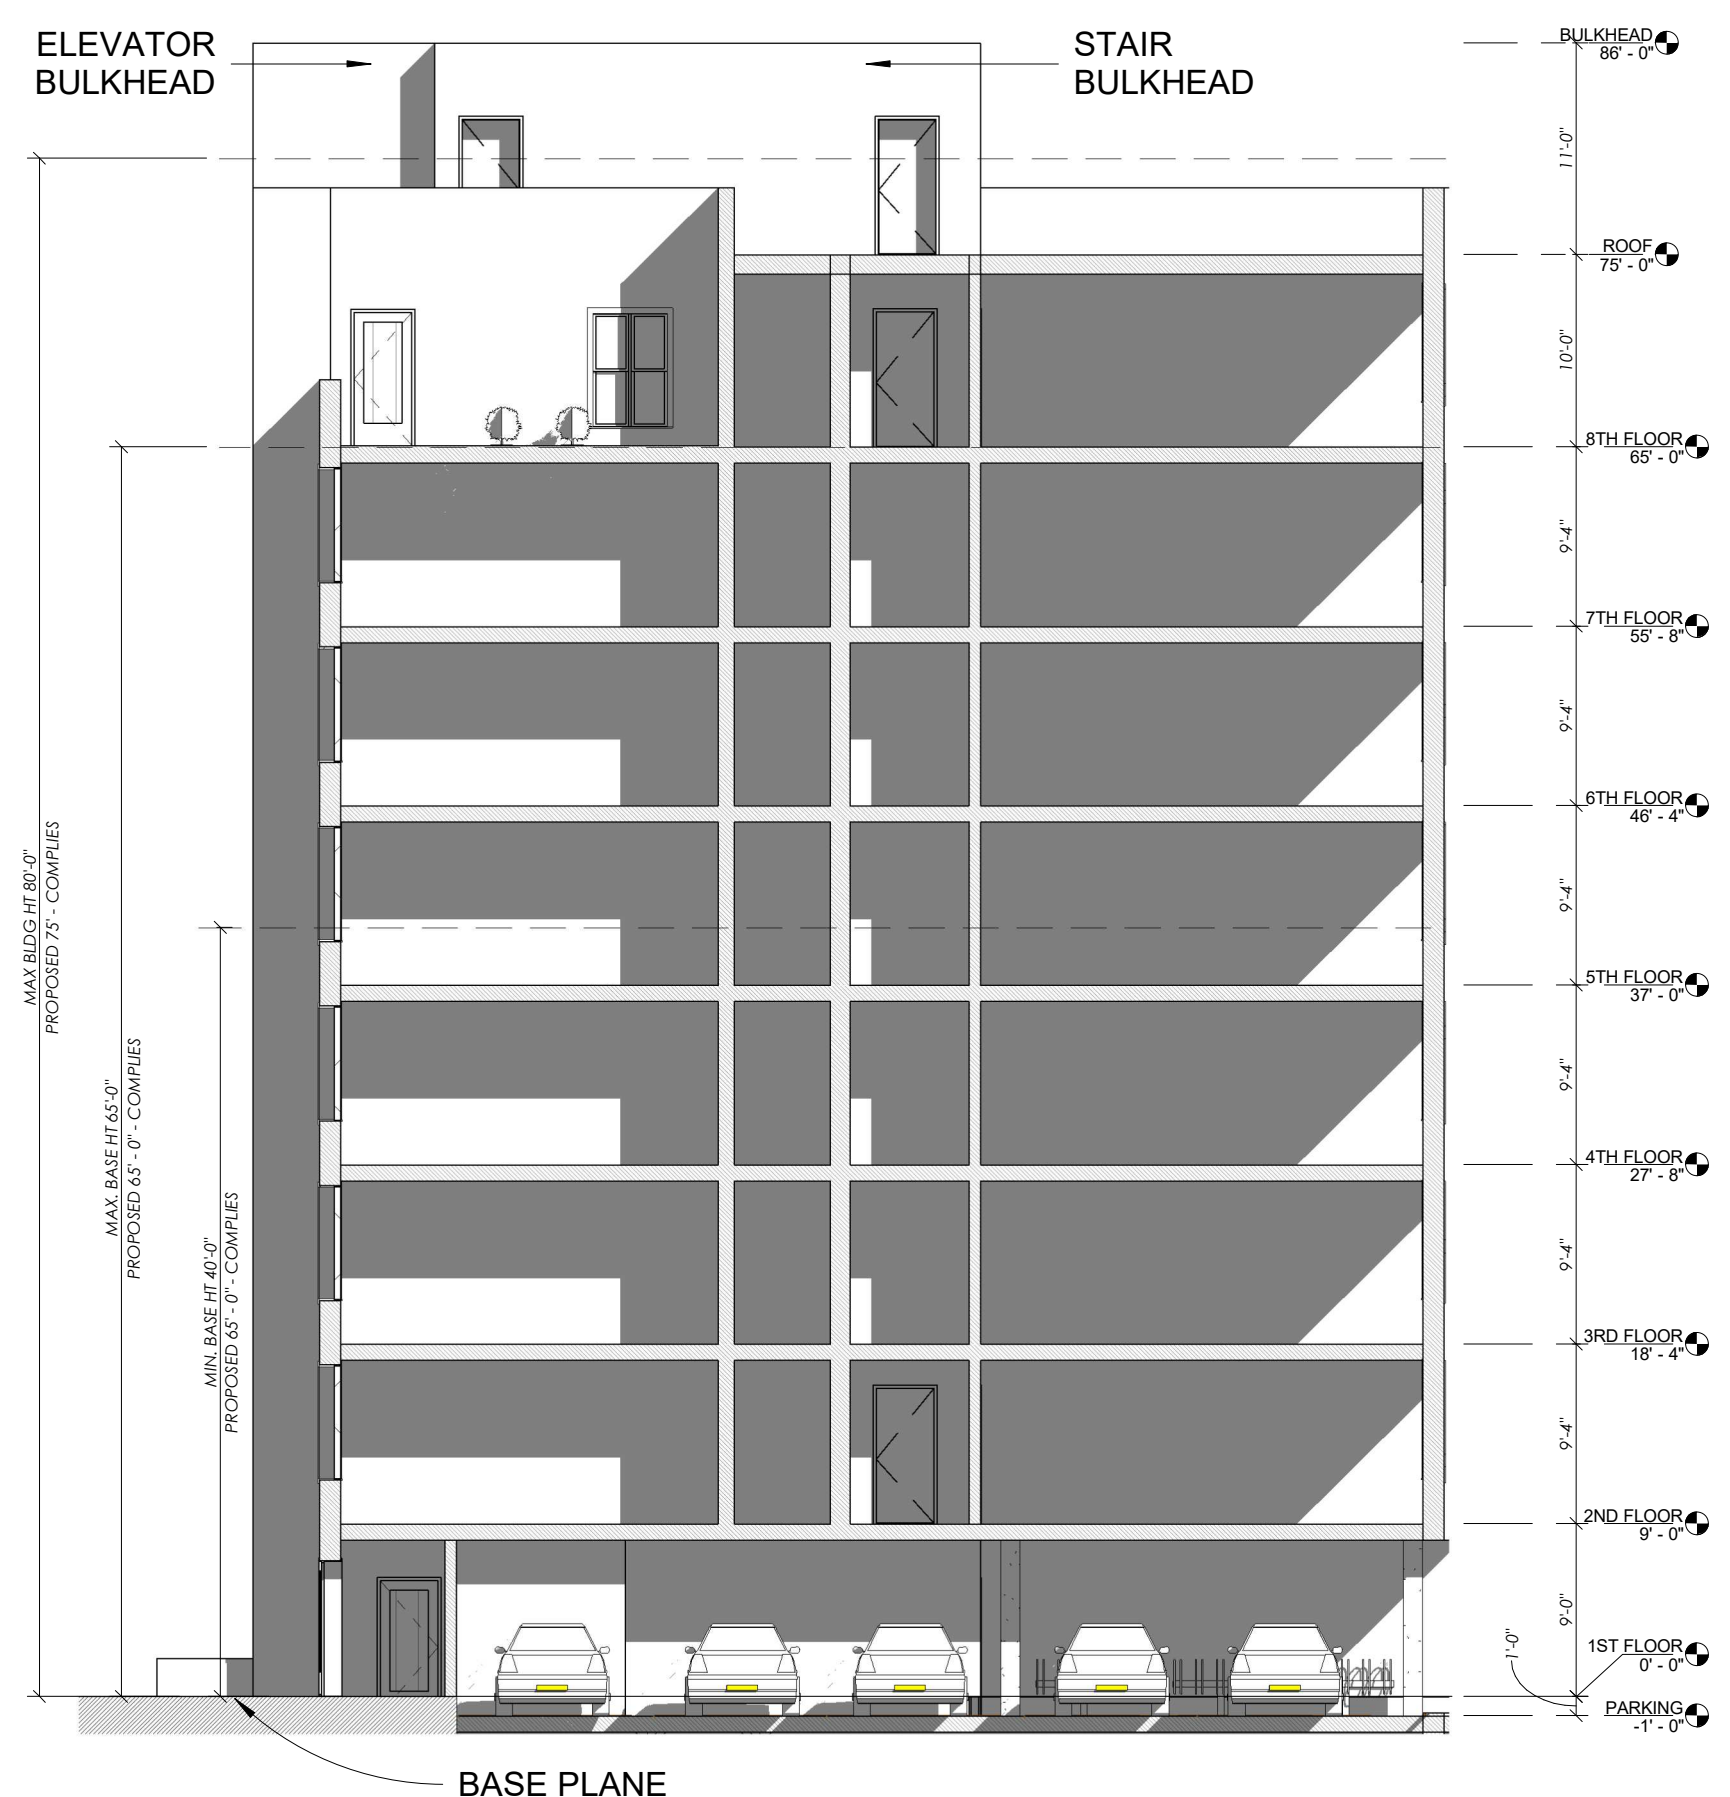 ELEVATOR
BULKHEAD
STAIR
BULKHEAD
BULKHEAD
86' - 0"
11'-0"
ROOF
75' - 0"
10'-0"
8TH FLOOR
65' - 0"
9'-4"
7TH FLOOR
55' - 8"
9'-4"
6TH FLOOR
46' - 4"
9'-4"
5TH FLOOR
37' - 0"
9'-4"
4TH FLOOR
27' - 8"
9'-4"
3RD FLOOR
18' - 4"
9'-4"
2ND FLOOR
9' - 0"
9'-0"
1'-0"
1ST FLOOR
0' - 0"
PARKING
-1' - 0"
MAX BLDG HT 80'-0"
PROPOSED 75' - COMPLIES
MAX. BASE HT 65'-0"
PROPOSED 65' - 0" - COMPLIES
MIN. BASE HT 40'-0"
PROPOSED 65' - 0" - COMPLIES
BASE PLANE